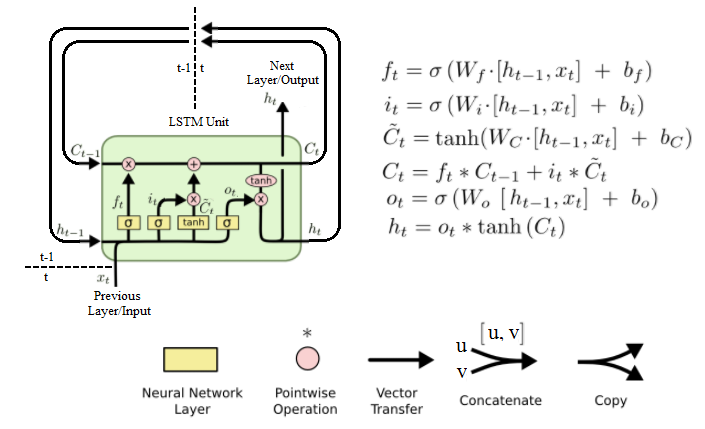 t-1 t
Next
Layer/Output
h_t
LSTM Unit
C_{t-1}
C_t
x
+
tanh
f_t
i_t
x
C̃_t
o_t
x
σ
σ
tanh
σ
h_{t-1}
h_t
t-1
t
x_t
Previous
Layer/Input
f_t = σ (W_f·[h_{t-1}, x_t] + b_f)
i_t = σ (W_i·[h_{t-1}, x_t] + b_i)
C̃_t = tanh(W_C·[h_{t-1}, x_t] + b_C)
C_t = f_t * C_{t-1} + i_t * C̃_t
o_t = σ (W_o [h_{t-1}, x_t] + b_o)
h_t = o_t * tanh (C_t)
Neural Network
Layer
*
Pointwise
Operation
Vector
Transfer
[u, v]
u
v
Concatenate
Copy